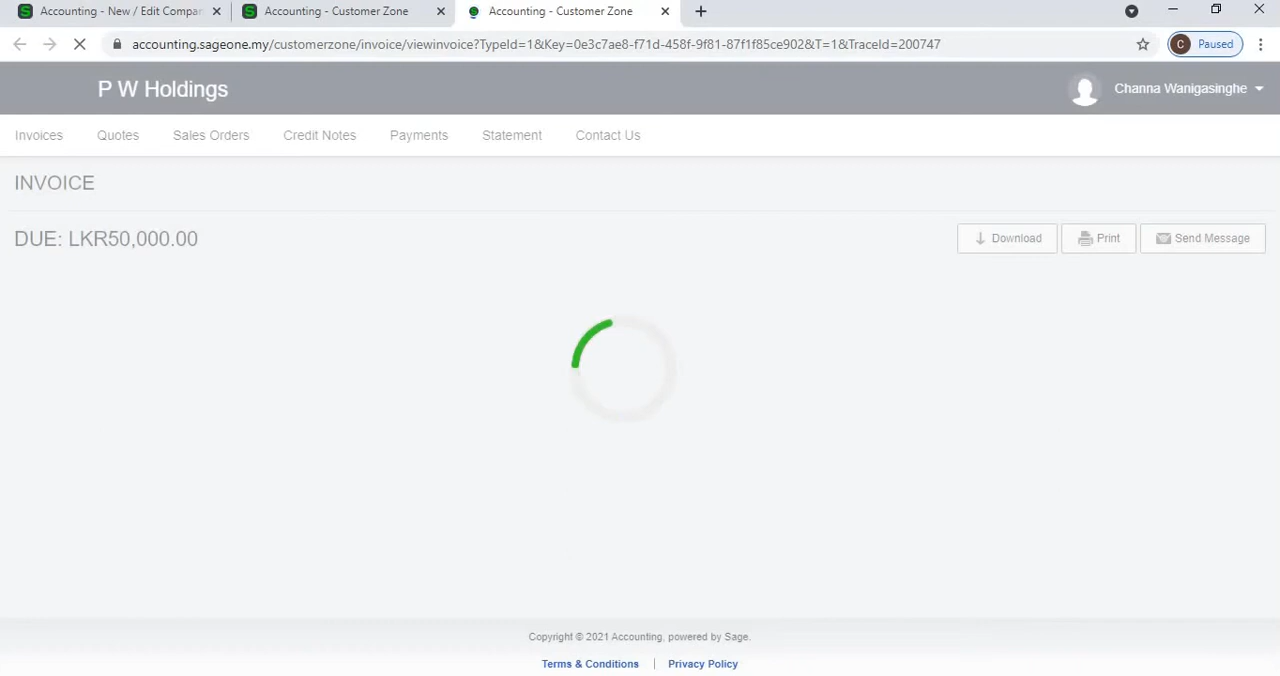 Accounting - New / Edit Compan
Accounting - Customer Zone
Accounting - Customer Zone
accounting.sageone.my/customerzone/invoice/viewinvoice?TypeId=1&Key=0e3c7ae8-f71d-458f-9f81-87f1f85ce902&T=1&TraceId=200747
C Paused
P W Holdings
Channa Wanigasinghe
Invoices Quotes Sales Orders Credit Notes Payments Statement Contact Us
INVOICE
DUE: LKR50,000.00
Download Print Send Message
Copyright © 2021 Accounting, powered by Sage.
Terms & Conditions | Privacy Policy